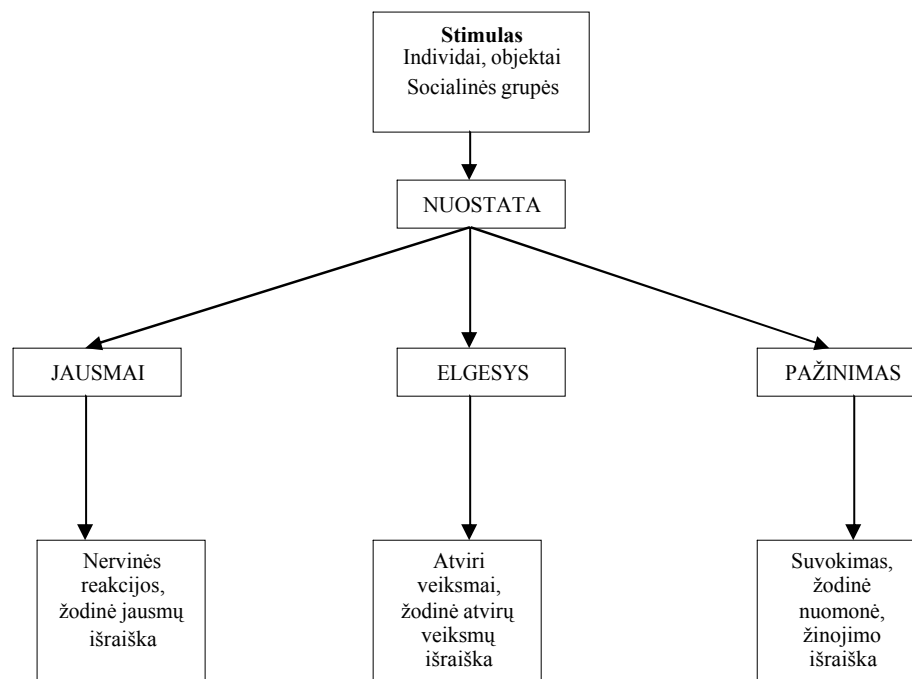 Stimulas
Individai, objektai
Socialinės grupės
NUOSTATA
JAUSMAI
ELGESYS
PAŽINIMAS
Nervinės
reakcijos,
žodinė jausmų
išraiška
Atviri
veiksmai,
žodinė atvirų
veiksmų
išraiška
Suvokimas,
žodinė
nuomonė,
žinojimo
išraiška